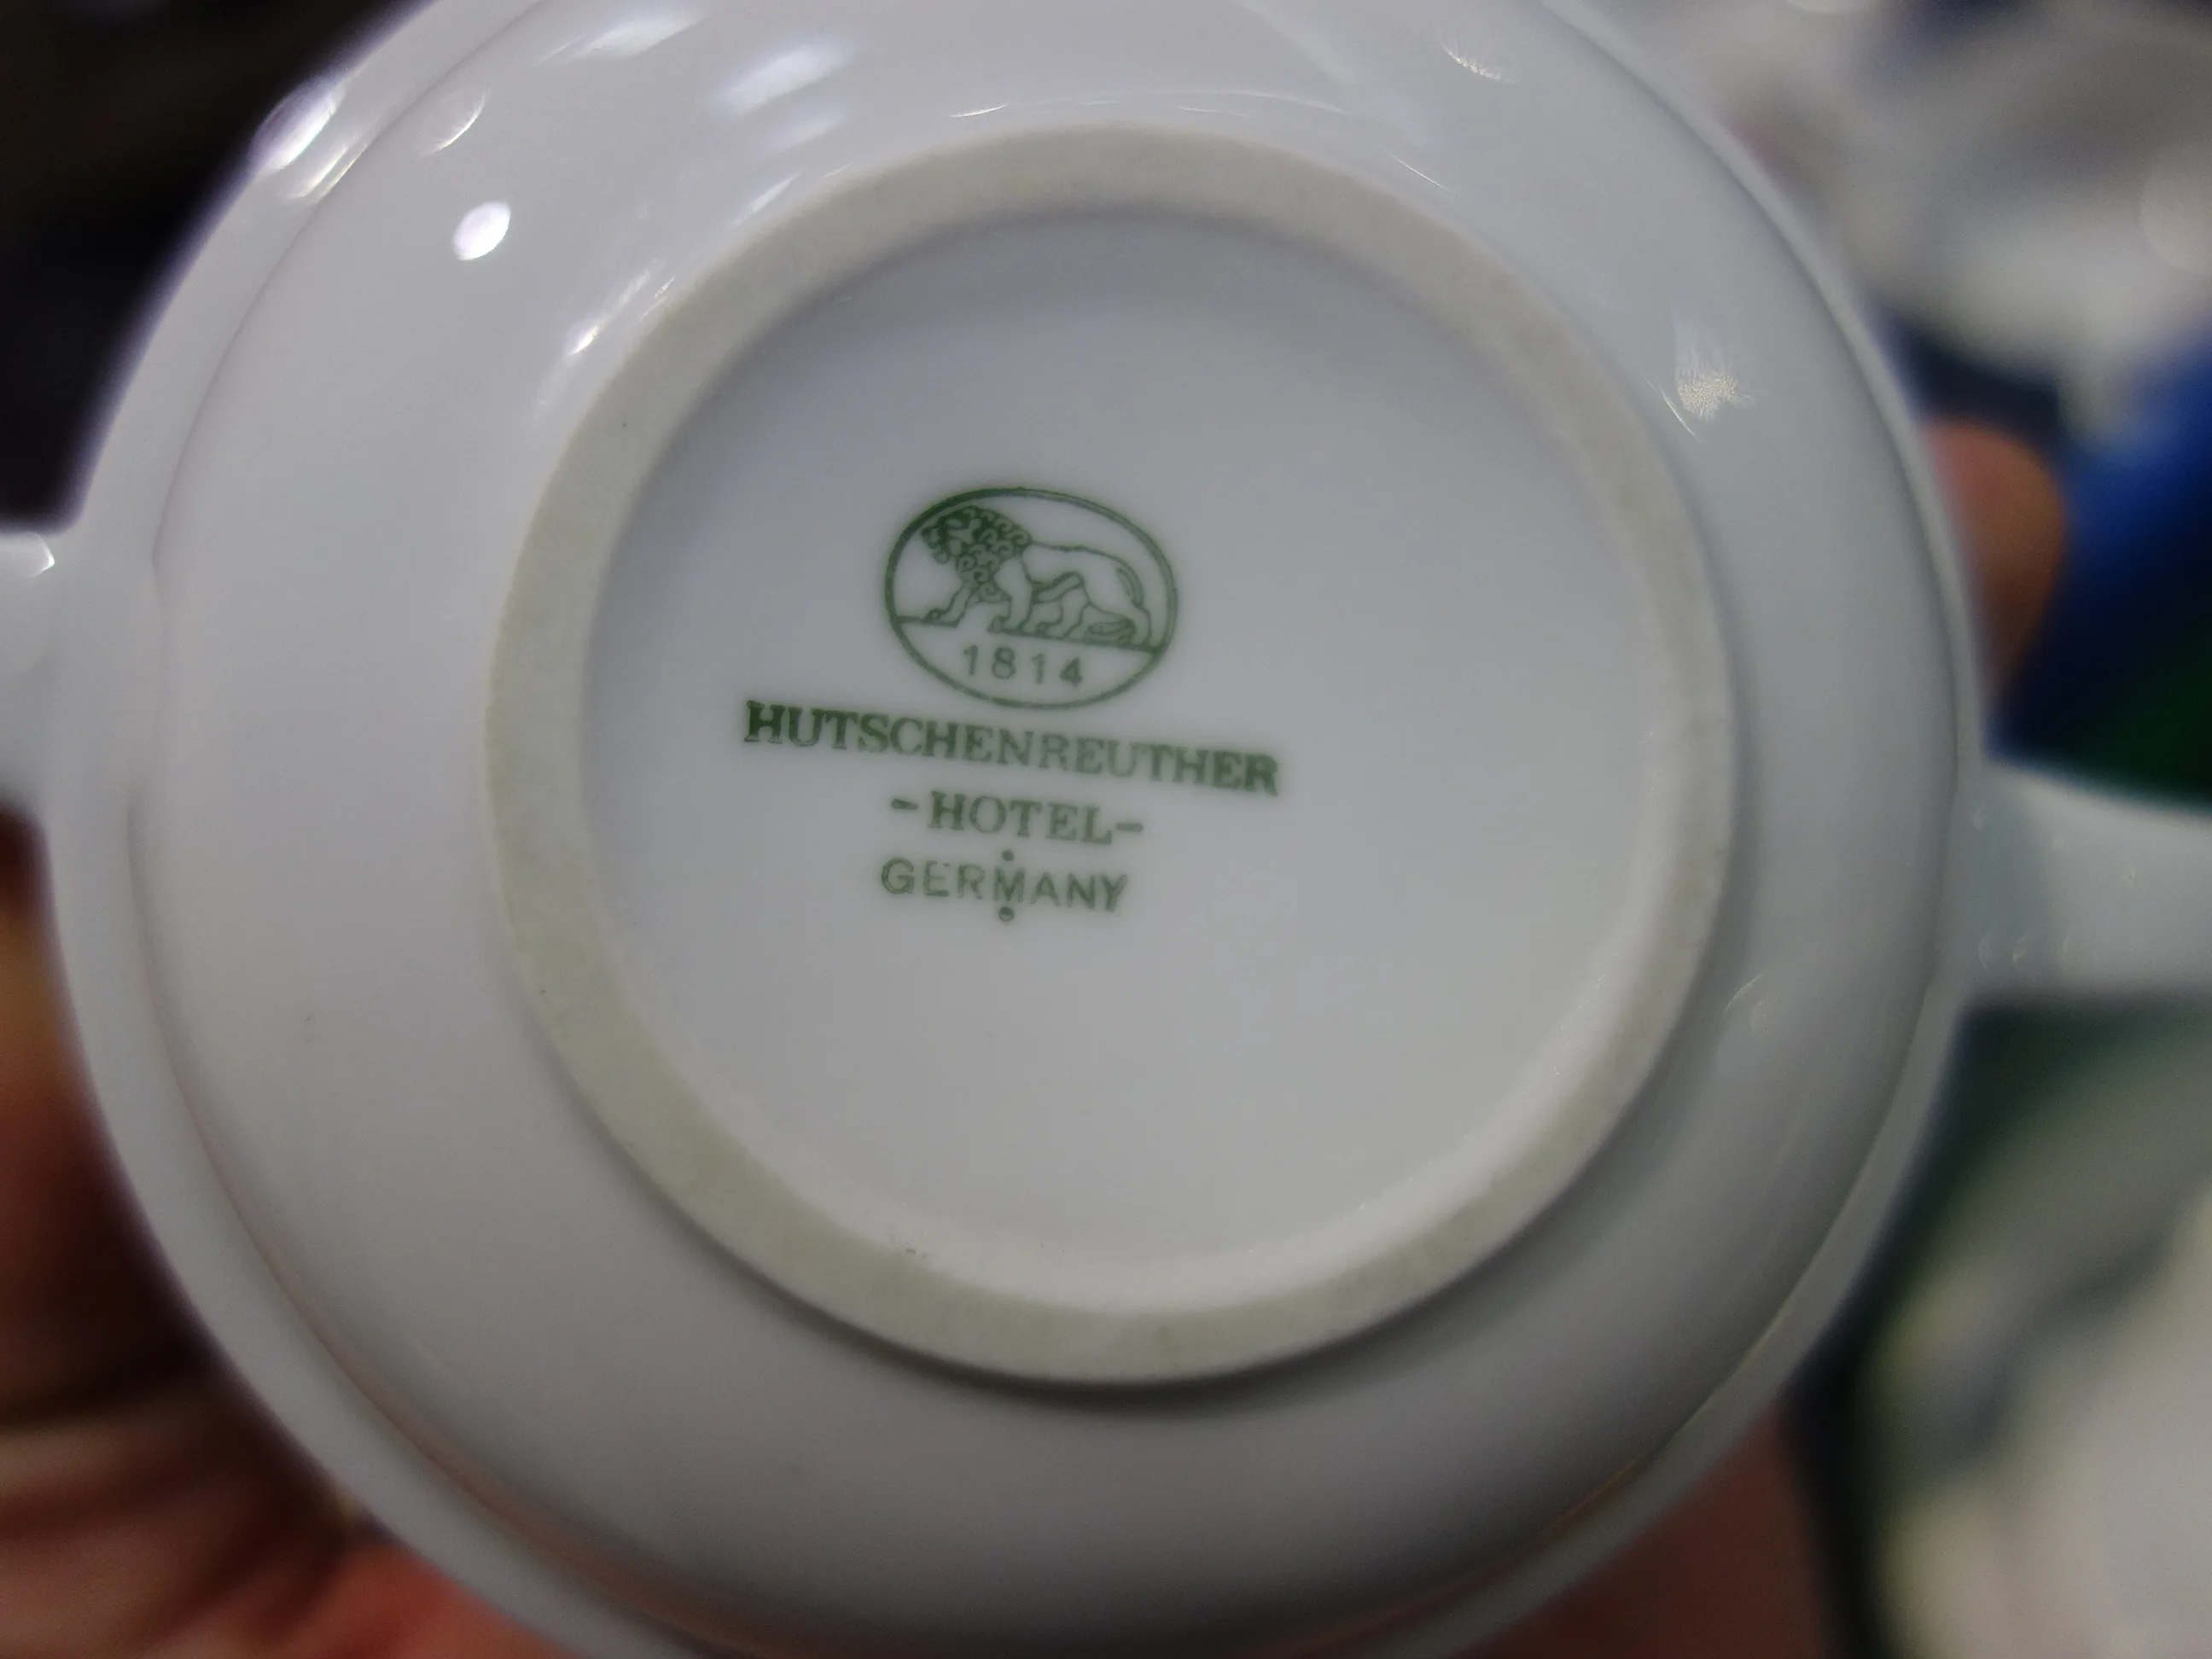 1814
HUTSCHENREUTHER
-HOTEL-
GERMANY